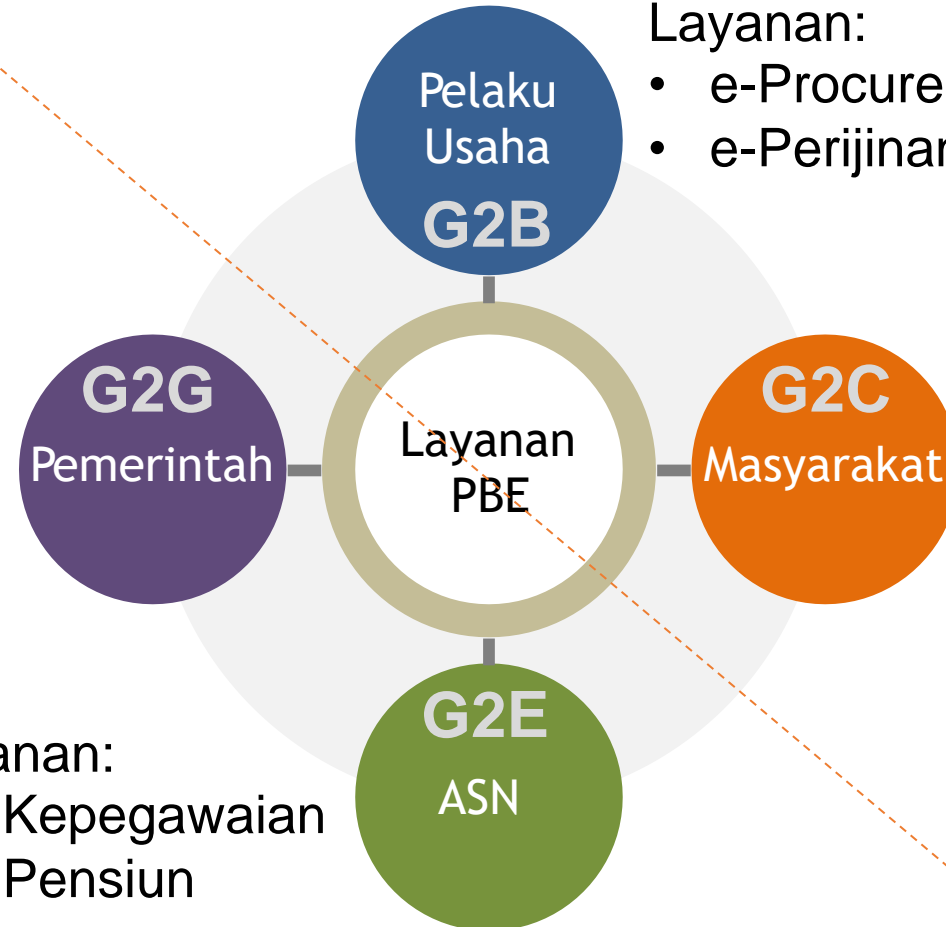 Layanan:
• e-Procure
• e-Perijinan
Pelaku
Usaha
G2B
G2G
Pemerintah
Layanan
PBE
G2C
Masyarakat
G2E
ASN
anan:
Kepegawaian
Pensiun